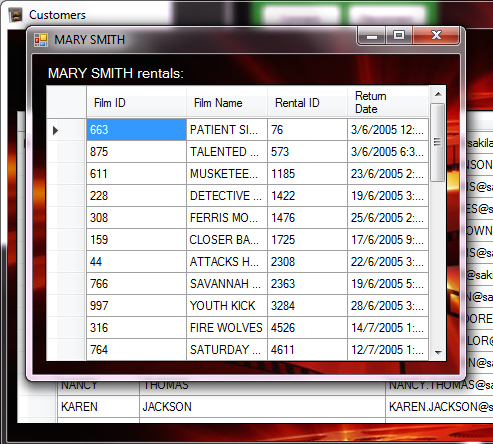 Customers
MARY SMITH
MARY SMITH rentals:
Film ID Film Name Rental ID Return Date
663 PATIENT SI... 76 3/6/2005 12:...
875 TALENTED ... 573 3/6/2005 6:3...
611 MUSKETEE... 1185 23/6/2005 2:...
228 DETECTIVE ... 1422 19/6/2005 3:...
308 FERRIS MO... 1476 25/6/2005 2:...
159 CLOSER BA... 1725 17/6/2005 9:...
44 ATTACKS H... 2308 22/6/2005 3:...
766 SAVANNAH ... 2363 19/6/2005 5:...
997 YOUTH KICK 3284 28/6/2005 3:...
316 FIRE WOLVES 4526 14/7/2005 1:...
764 SATURDAY ... 4611 12/7/2005 1:...
NANCY THOMAS NANCY.THOMAS@sa
KAREN JACKSON KAREN.JACKSON@s